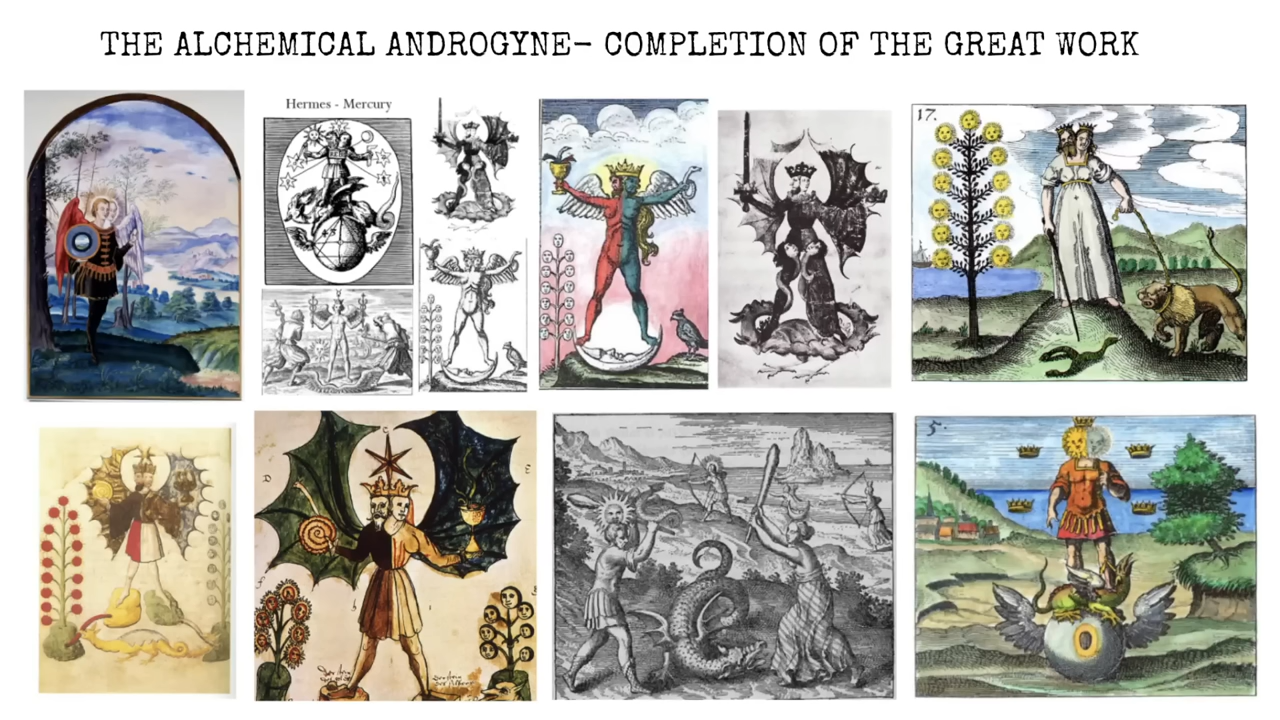 THE ALCHEMICAL ANDROGYNE- COMPLETION OF THE GREAT WORK
Hermes - Mercury
17.
C
D
E
5.